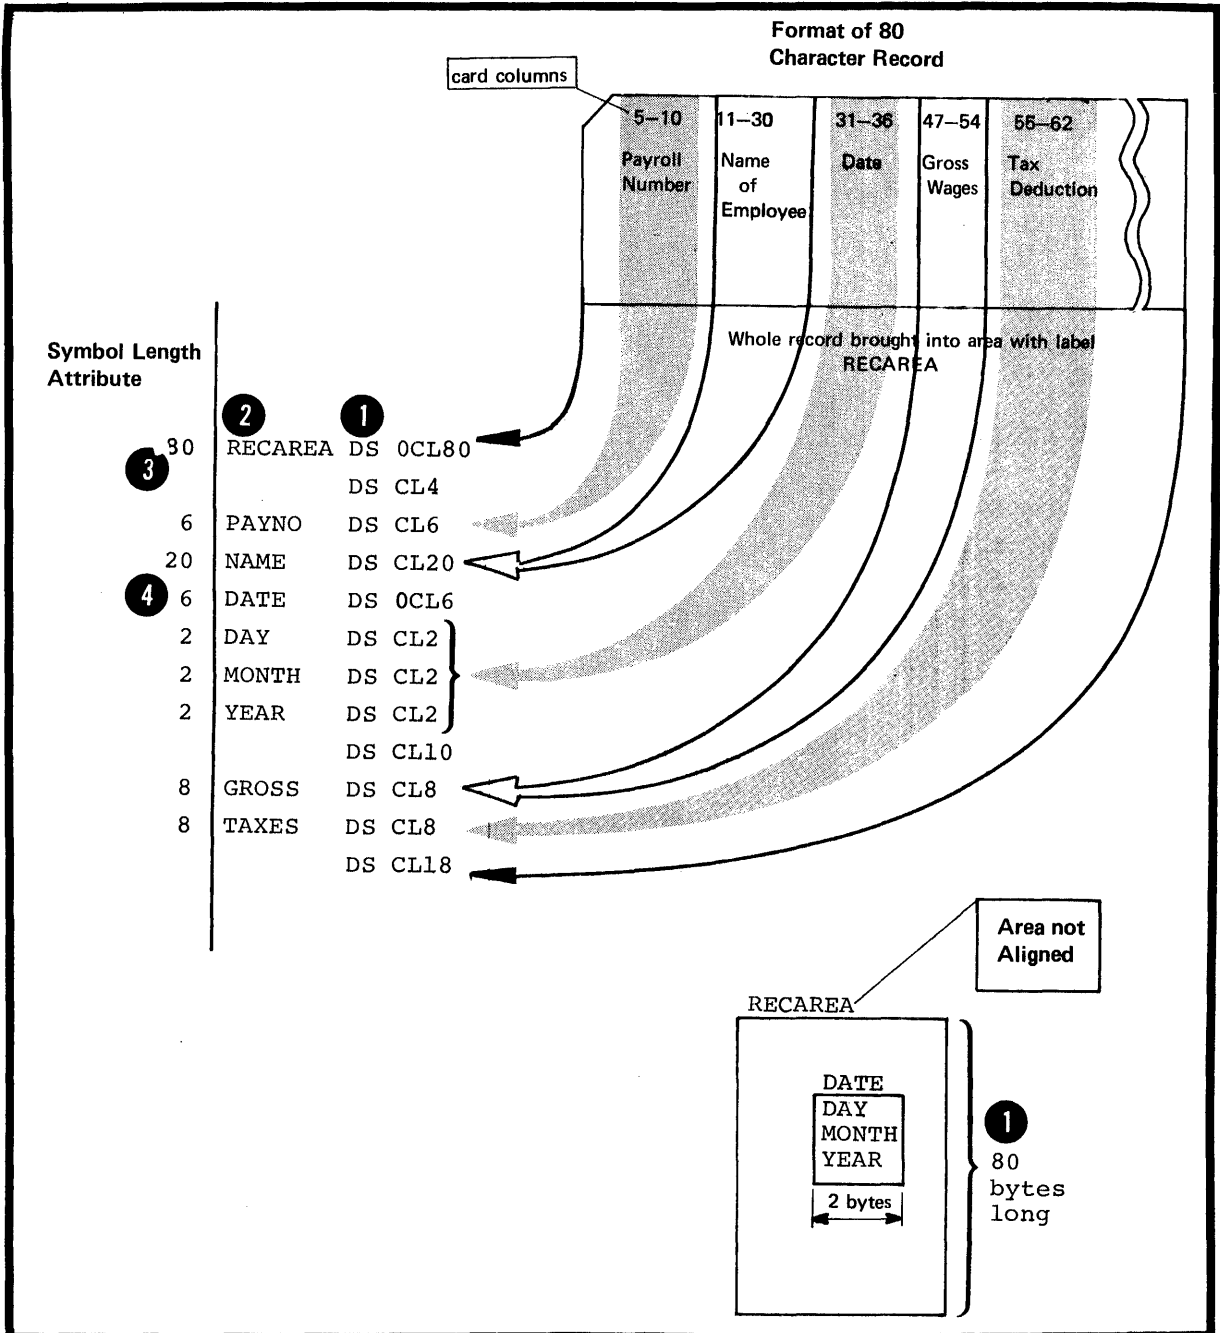 Format of 80
Character Record
card columns
5–10 11–30 31–36 47–54 55–62
Payroll Name Date Gross Tax
Number of Wages Deduction
Employee
Whole record brought into area with label
RECAREA
Symbol Length
Attribute
2 1
80 RECAREA DS 0CL80
3
DS CL4
6 PAYNO DS CL6
20 NAME DS CL20
4 6 DATE DS 0CL6
2 DAY DS CL2
2 MONTH DS CL2
2 YEAR DS CL2
DS CL10
8 GROSS DS CL8
8 TAXES DS CL8
DS CL18
Area not
Aligned
RECAREA
DATE
DAY
MONTH
YEAR
2 bytes
1
80
bytes
long